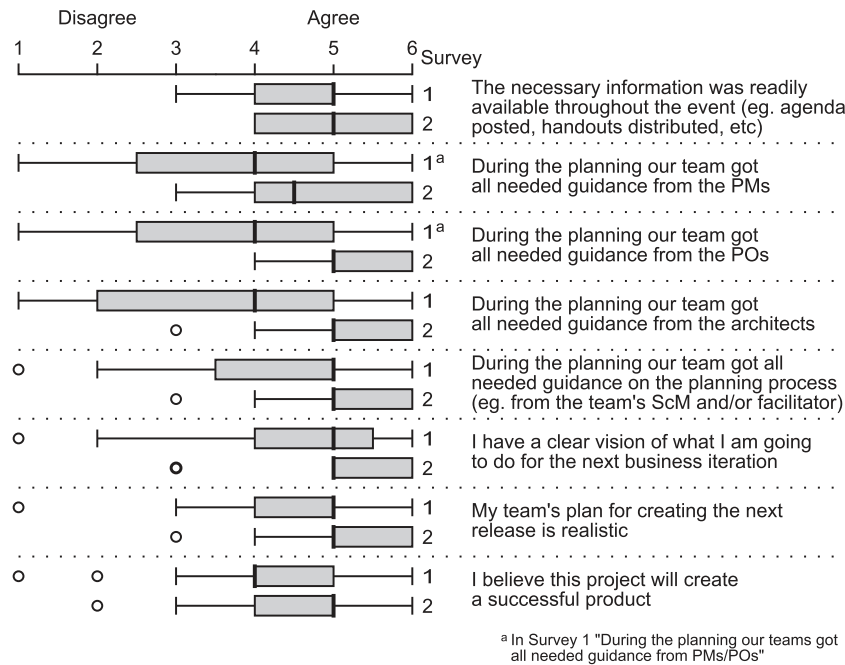 Disagree Agree
1 2 3 4 5 6 Survey
1 The necessary information was readily
available throughout the event (eg. agenda
2 posted, handouts distributed, etc)
1a During the planning our team got
2 all needed guidance from the PMs
1a During the planning our team got
2 all needed guidance from the POs
1 During the planning our team got
2 all needed guidance from the architects
1 During the planning our team got all
needed guidance on the planning process
2 (eg. from the team's ScM and/or facilitator)
1 I have a clear vision of what I am going
2 to do for the next business iteration
1 My team's plan for creating the next
2 release is realistic
1 I believe this project will create
2 a successful product
a In Survey 1 "During the planning our teams got
all needed guidance from PMs/POs"